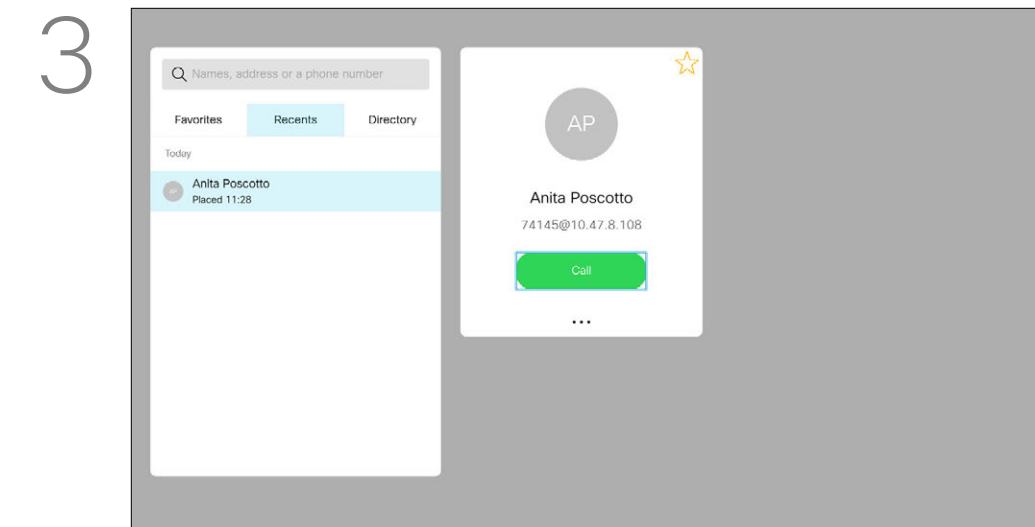 3
Names, address or a phone number
Favorites Recents Directory
Today
AP Anita Poscotto
Placed 11:28
AP
Anita Poscotto
74145@10.47.8.108
Call